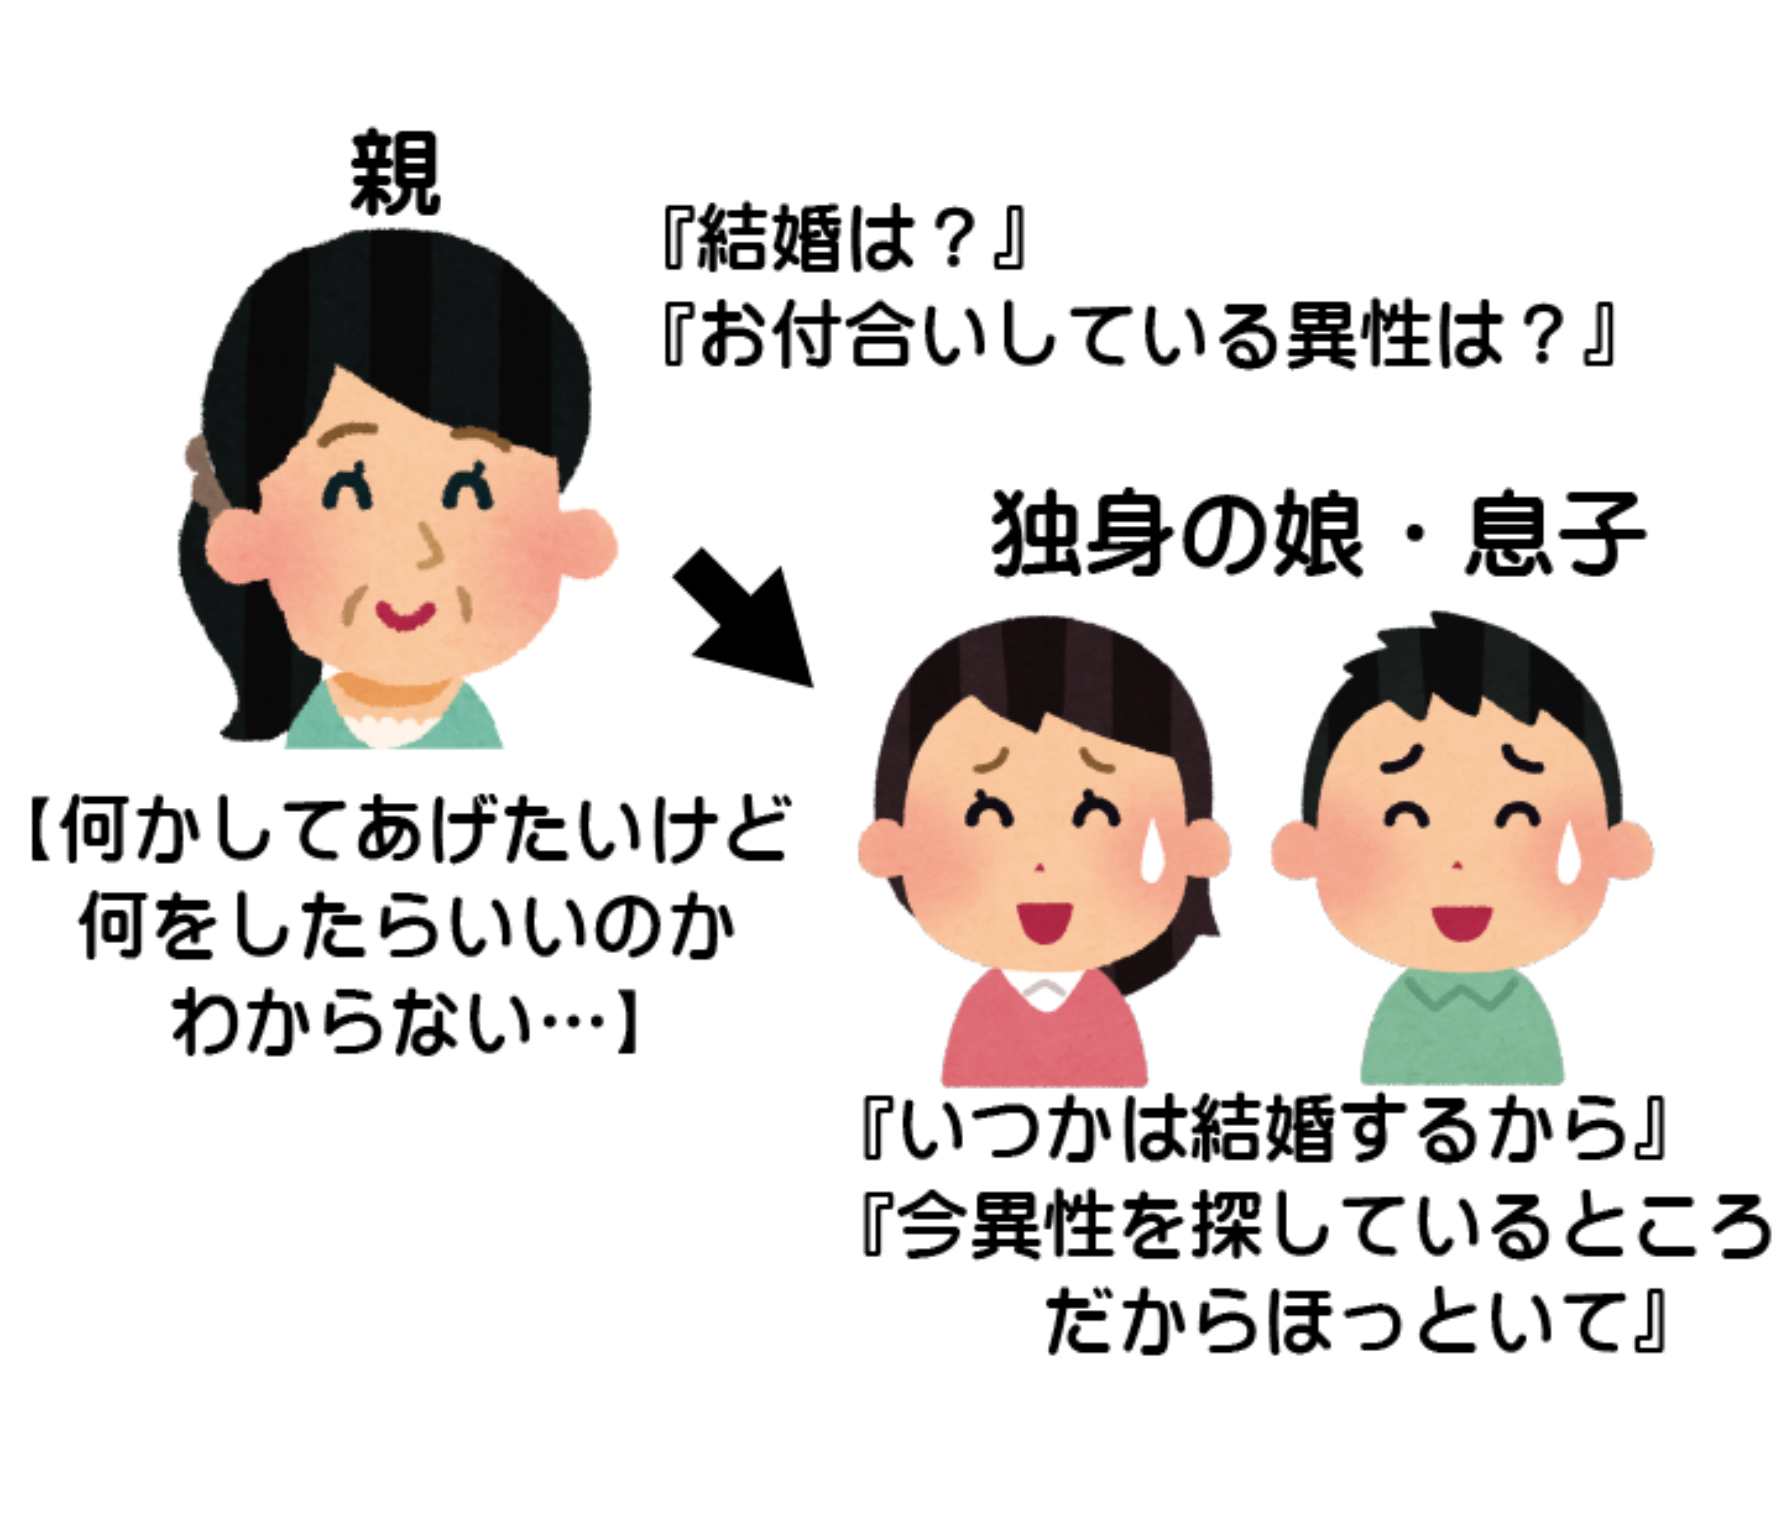 親
『結婚は？』
『お付合いしている異性は？』
独身の娘・息子
【何かしてあげたいけど
何をしたらいいのか
わからない…】
『いつかは結婚するから』
『今異性を探しているところ
だからほっといて』